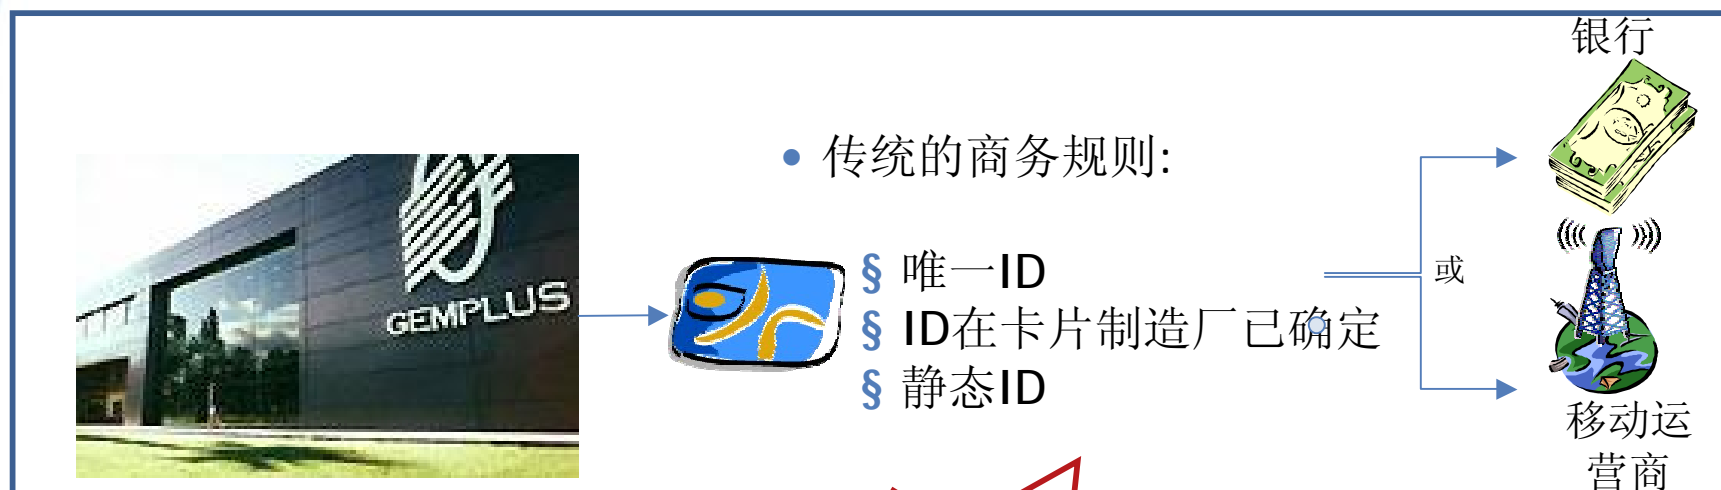 银行
• 传统的商务规则:
GEMPLUS
§ 唯一ID
或
§ ID在卡片制造厂已确定
§ 静态ID
移动运
营商